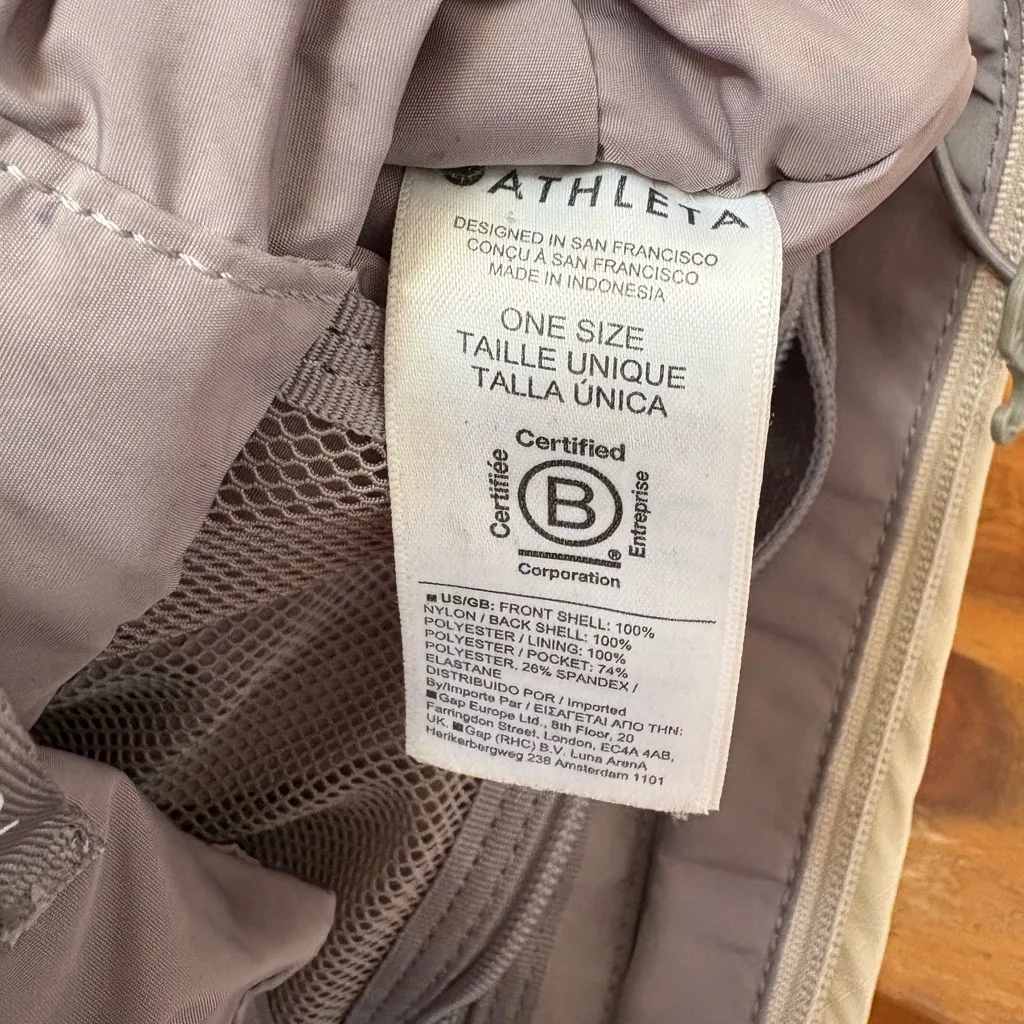 ATHLETA
DESIGNED IN SAN FRANCISCO
CONÇU À SAN FRANCISCO
MADE IN INDONESIA
ONE SIZE
TAILLE UNIQUE
TALLA ÚNICA
Certified
Certifiée
B
Entreprise
®
Corporation
US/GB: FRONT SHELL: 100%
NYLON / BACK SHELL: 100%
POLYESTER / LINING: 100%
POLYESTER / POCKET: 74%
POLYESTER. 26% SPANDEX /
ELASTANE
DISTRIBUIDO POR / Imported
By/Importe Par / ΕΙΣΑΓΕΤΑΙ ΑΠΟ ΤΗΝ:
Gap Europe Ltd., 8th Floor, 20
Farringdon Street, London, EC4A 4AB,
UK. Gap (RHC) B.V. Luna ArenA
Herikerbergweg 238 Amsterdam 1101